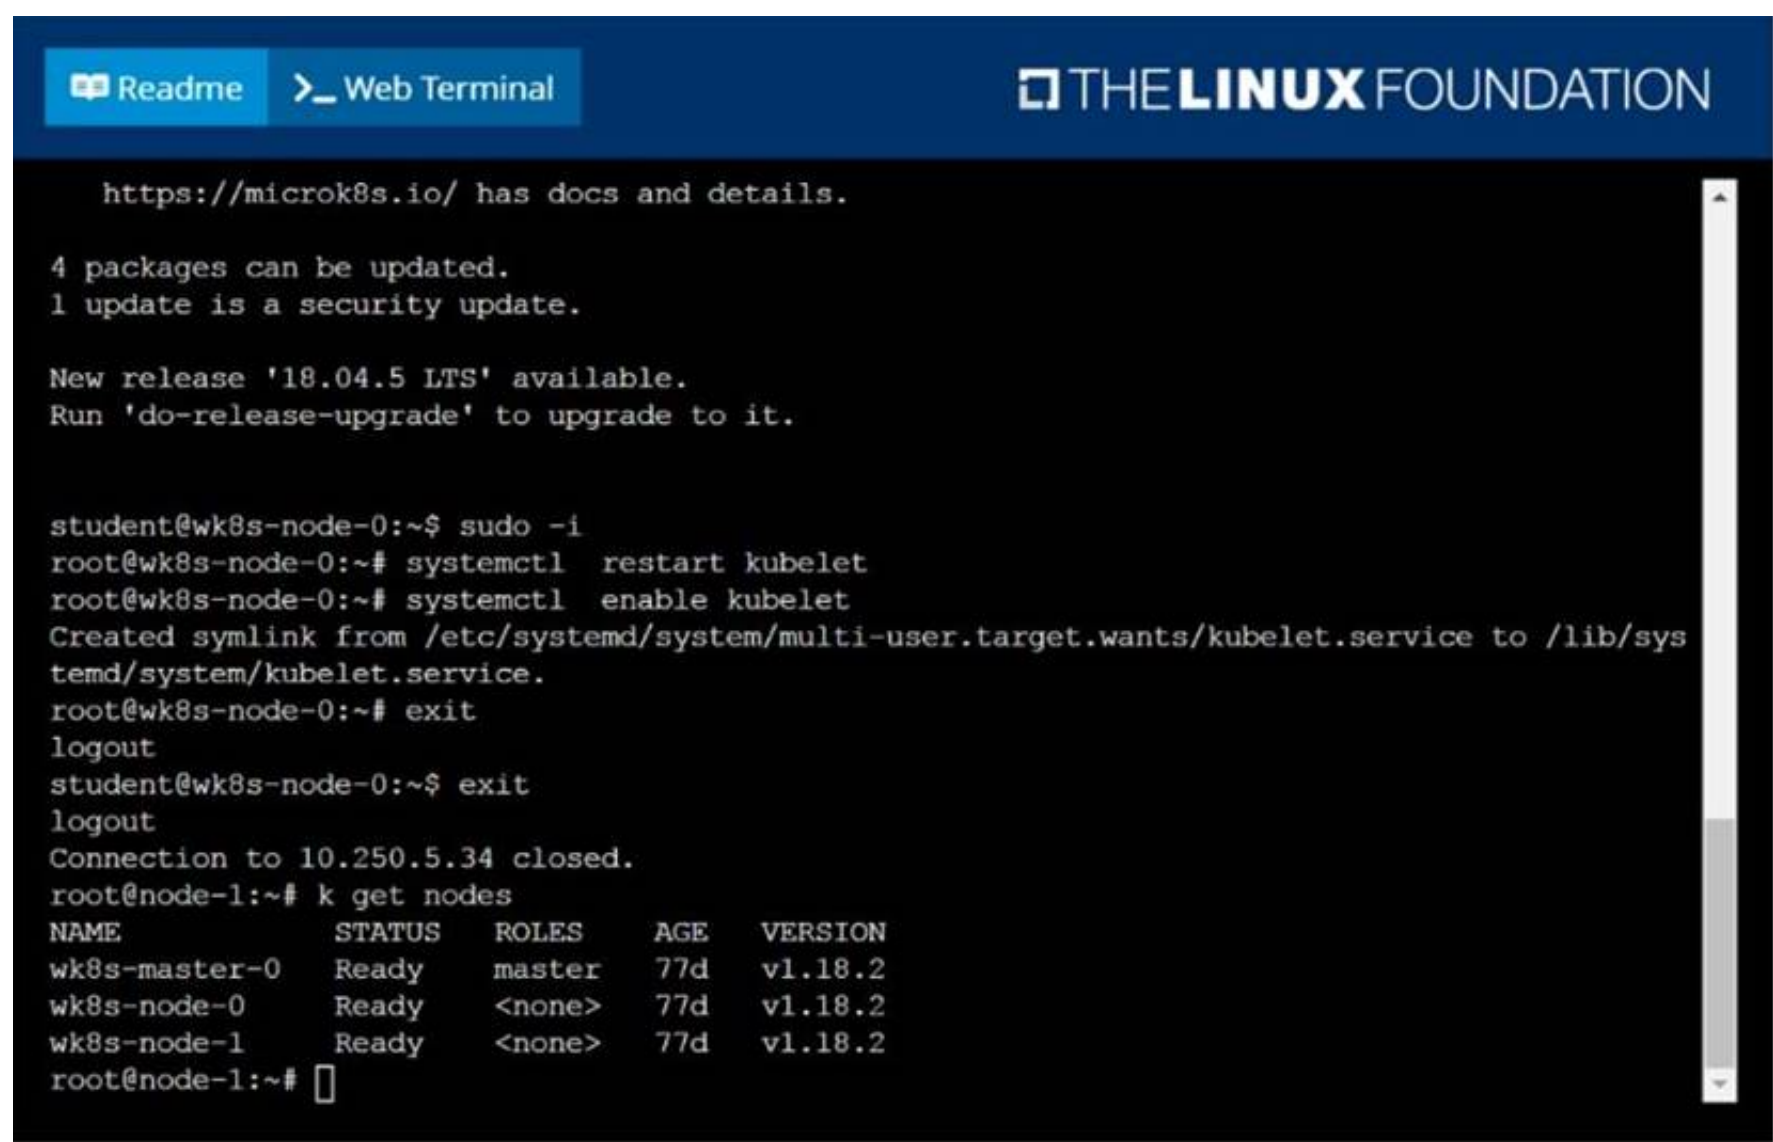 Readme
Web Terminal
THE LINUX FOUNDATION
https://microk8s.io/ has docs and details.
4 packages can be updated.
1 update is a security update.
New release '18.04.5 LTS' available.
Run 'do-release-upgrade' to upgrade to it.
student@wk8s-node-0:~$ sudo -i
root@wk8s-node-0:~# systemctl  restart kubelet
root@wk8s-node-0:~# systemctl  enable kubelet
Created symlink from /etc/systemd/system/multi-user.target.wants/kubelet.service to /lib/sys
temd/system/kubelet.service.
root@wk8s-node-0:~# exit
logout
student@wk8s-node-0:~$ exit
logout
Connection to 10.250.5.34 closed.
root@node-1:~# k get nodes
NAME            STATUS   ROLES    AGE   VERSION
wk8s-master-0   Ready    master   77d   v1.18.2
wk8s-node-0     Ready    <none>   77d   v1.18.2
wk8s-node-1     Ready    <none>   77d   v1.18.2
root@node-1:~#